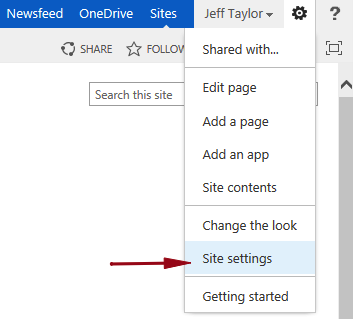 Newsfeed OneDrive Sites Jeff Taylor ?
SHARE FOLLOW
Shared with...
Edit page
Search this site
Add a page
Add an app
Site contents
Change the look
Site settings
Getting started